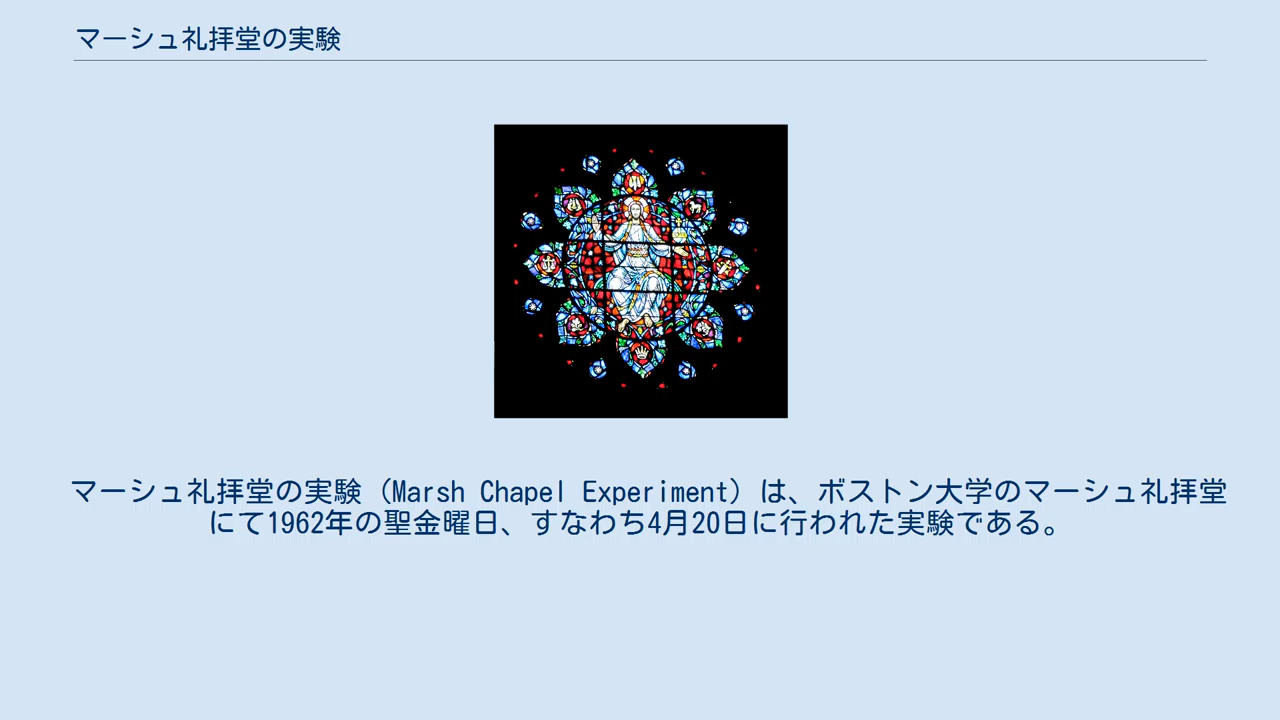 マーシュ礼拝堂の実験
マーシュ礼拝堂の実験（Marsh Chapel Experiment）は、ボストン大学のマーシュ礼拝堂
にて1962年の聖金曜日、すなわち4月20日に行われた実験である。